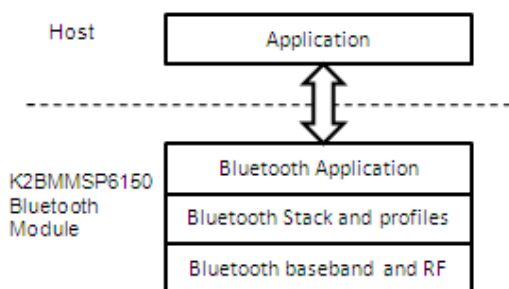 Host
Application
Bluetooth Application
K2BMMSP6150
Bluetooth
Module
Bluetooth Stack and profiles
Bluetooth baseband and RF